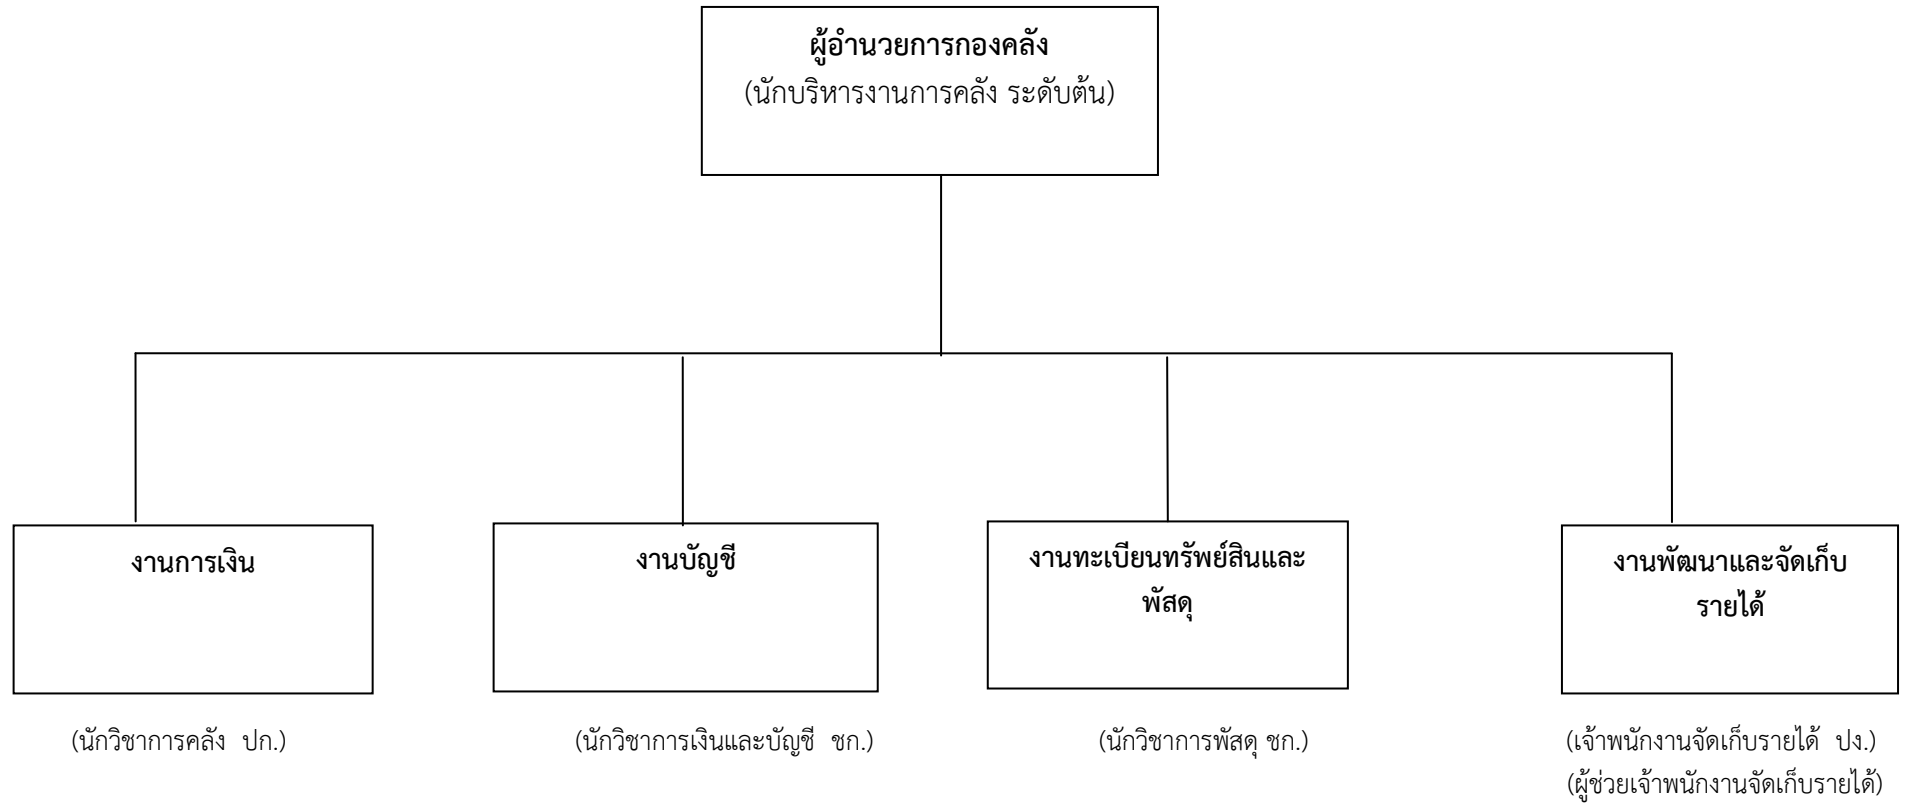 ผู้อำนวยการกองคลัง
(นักบริหารงานการคลัง ระดับต้น)
งานการเงิน
งานบัญชี
งานทะเบียนทรัพย์สินและ
พัสดุ
งานพัฒนาและจัดเก็บ
รายได้
(นักวิชาการคลัง ปก.)
(นักวิชาการเงินและบัญชี ชก.)
(นักวิชาการพัสดุ ชก.)
(เจ้าพนักงานจัดเก็บรายได้ ปง.)
(ผู้ช่วยเจ้าพนักงานจัดเก็บรายได้)